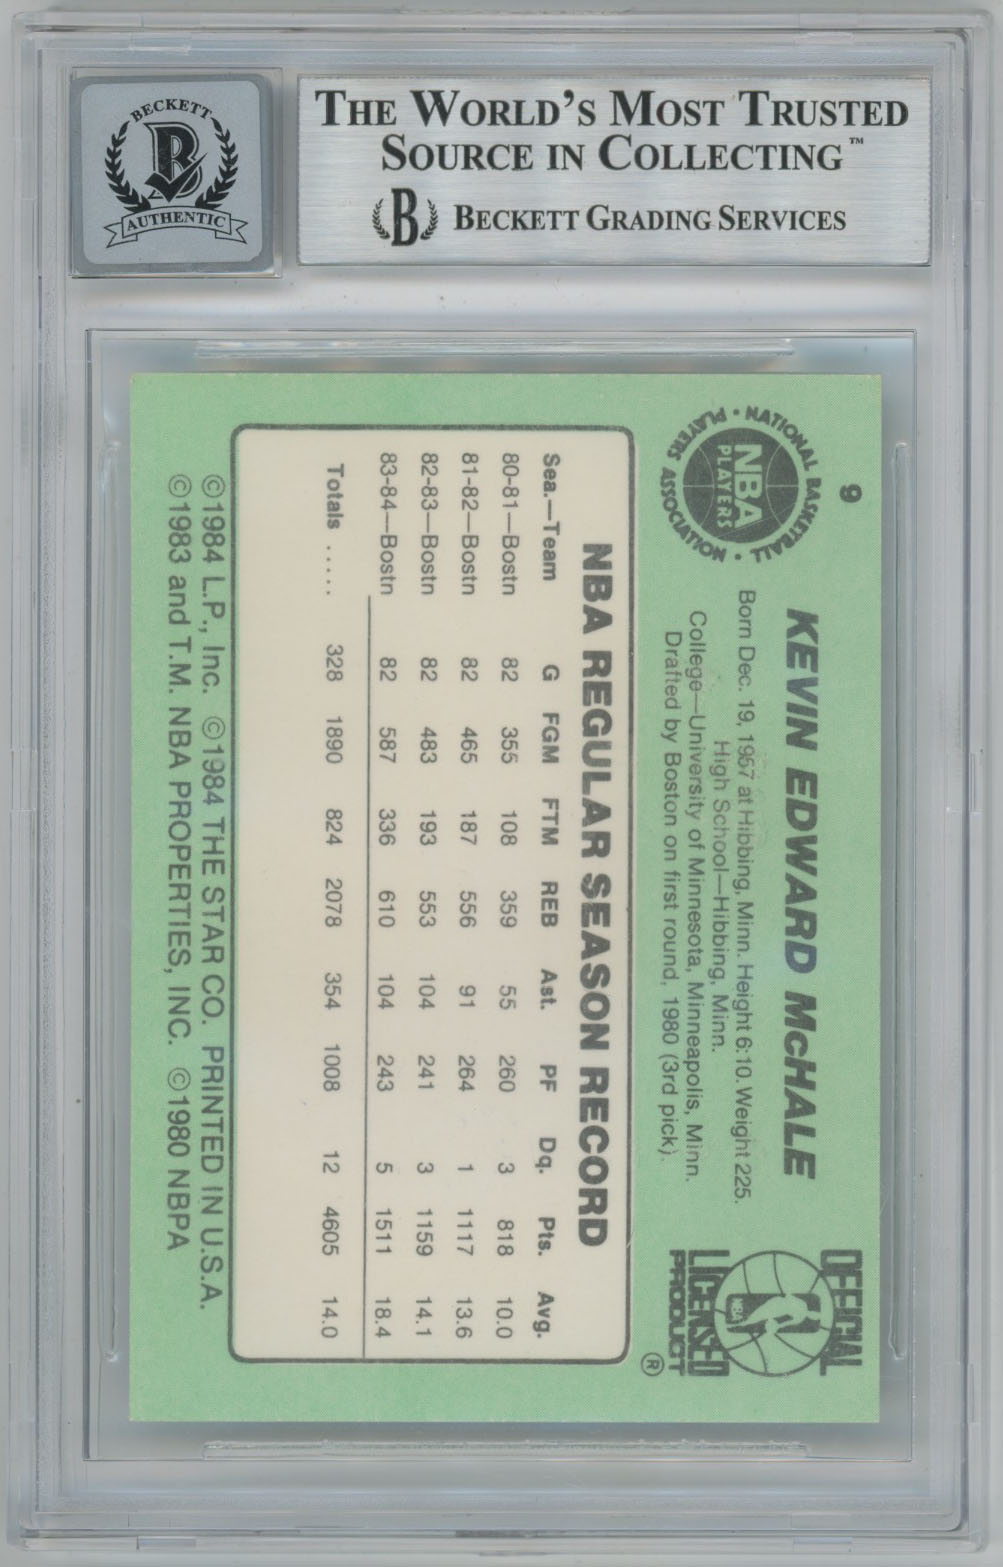 BECKETT
B
AUTHENTIC
THE WORLD'S MOST TRUSTED
SOURCE IN COLLECTING™
B BECKETT GRADING SERVICES
9
NATIONAL BASKETBALL PLAYERS ASSOCIATION
NBA
PLAYERS
KEVIN EDWARD McHALE
Born Dec. 19, 1957 at Hibbing, Minn. Height 6:10. Weight 225.
High School—Hibbing, Minn.
College—University of Minnesota, Minneapolis, Minn.
Drafted by Boston on first round, 1980 (3rd pick).
OFFICIAL
NBA
LICENSED
PRODUCT
®
NBA REGULAR SEASON RECORD
Sea.—Team G FGM FTM REB Ast. PF Dq. Pts. Avg.
80-81—Bostn 82 355 108 359 55 260 3 818 10.0
81-82—Bostn 82 465 187 556 91 264 1 1117 13.6
82-83—Bostn 82 483 193 553 104 241 3 1159 14.1
83-84—Bostn 82 587 336 610 104 243 5 1511 18.4
Totals ..... 328 1890 824 2078 354 1008 12 4605 14.0
©1984 L.P., Inc. ©1984 THE STAR CO. PRINTED IN U.S.A.
©1983 and T.M. NBA PROPERTIES, INC. ©1980 NBPA